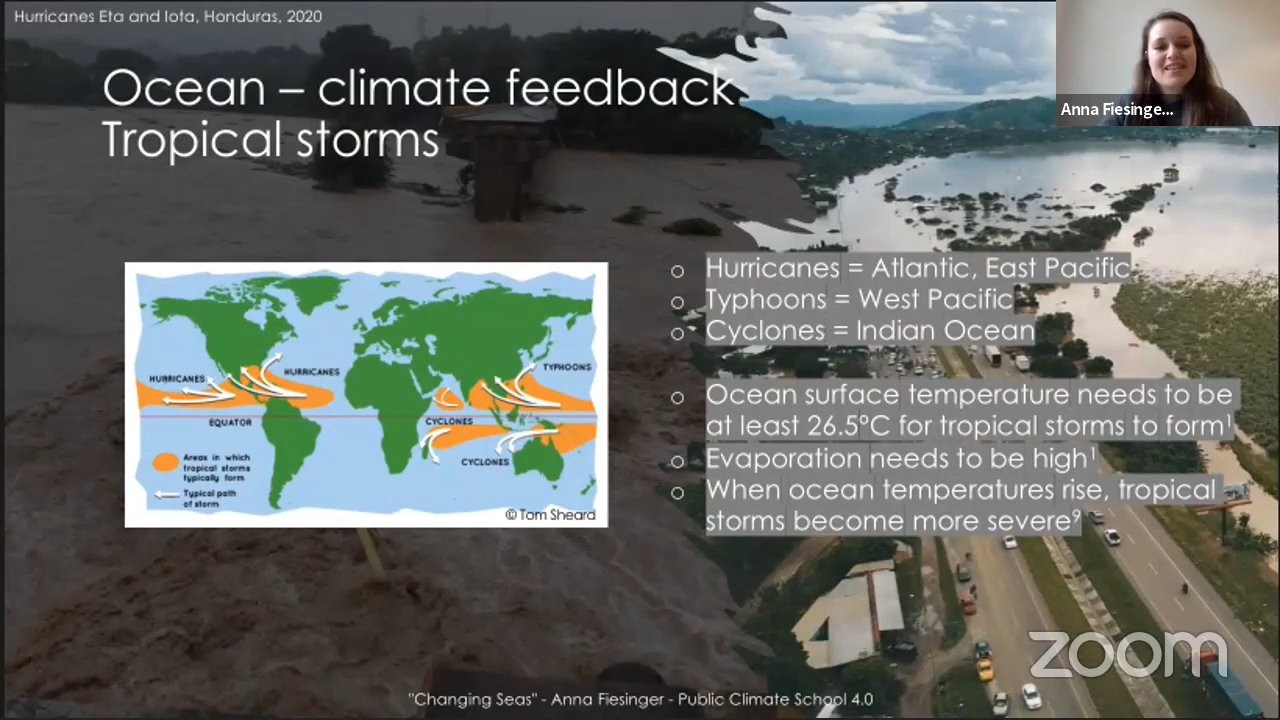 Hurricanes Eta and Iota, Honduras, 2020
Ocean – climate feedback
Tropical storms
Anna Fiesinge...
○ Hurricanes = Atlantic, East Pacific
○ Typhoons = West Pacific
○ Cyclones = Indian Ocean
○ Ocean surface temperature needs to be
at least 26.5°C for tropical storms to form¹
○ Evaporation needs to be high¹
○ When ocean temperatures rise, tropical
storms become more severe⁹
HURRICANES
HURRICANES
TYPHOONS
EQUATOR
CYCLONES
CYCLONES
Areas in which
tropical storms
typically form
Typical path
of storm
© Tom Sheard
zoom
"Changing Seas" - Anna Fiesinger - Public Climate School 4.0